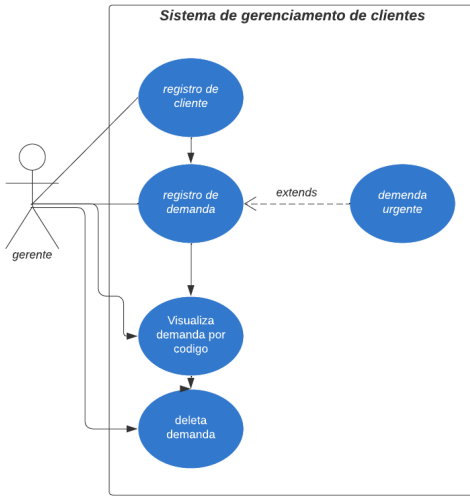 Sistema de gerenciamento de clientes
registro de
cliente
registro de
demanda
extends
demenda
urgente
gerente
Visualiza
demanda por
codigo
deleta
demanda